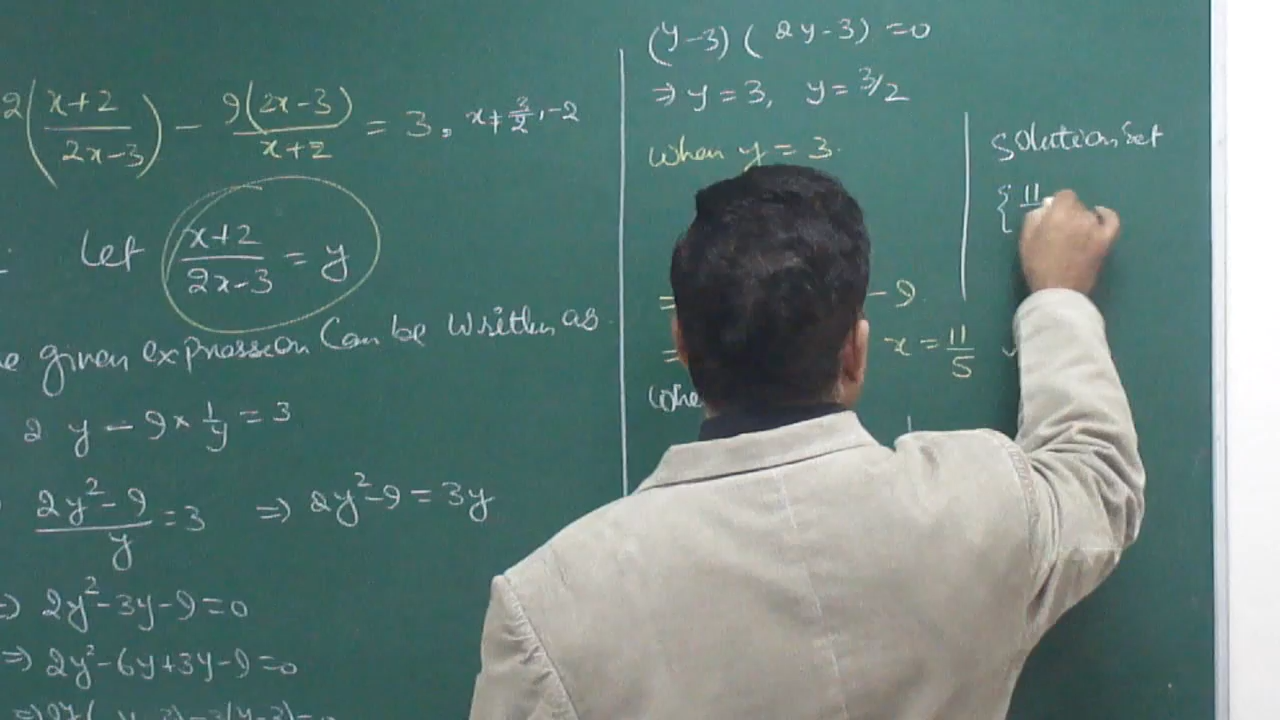 2((x+2)/(2x-3)) - 9(2x-3)/(x+2) = 3. x ≠ 3/2, -2
Let (x+2)/(2x-3) = y
given expression Can be Written as
2 y - 9 × 1/y = 3
(2y²-9)/y = 3 ⇒ 2y²-9 = 3y
⇒ 2y²-3y-9=0
⇒ 2y²-6y+3y-9=0
(y-3)(2y-3)=0
⇒ y = 3, y = 3/2
When y = 3.
-9
x = 11/5
Solution Set
{11